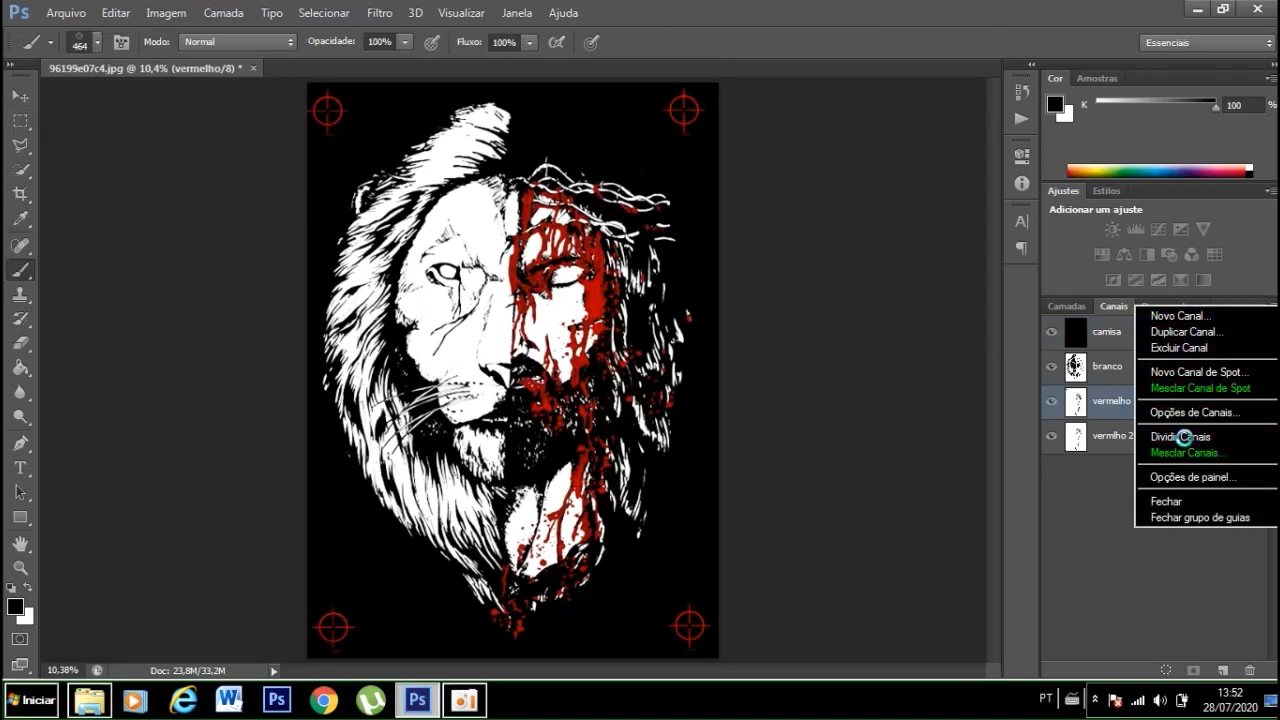 Ps Arquivo Editar Imagem Camada Tipo Selecionar Filtro 3D Visualizar Janela Ajuda
464 Modo: Normal Opacidade: 100% Fluxo: 100% Essenciais
96199e07c4.jpg @ 10,4% (vermelho/8) * ×
Cor Amostras
K 100 %
Ajustes Estilos
Adicionar um ajuste
Camadas Canais
camisa
branco
vermelho
vermlho 2
Novo Canal...
Duplicar Canal...
Excluir Canal
Novo Canal de Spot...
Mesclar Canal de Spot
Opções de Canais...
Dividir Canais
Mesclar Canais...
Opções de painel...
Fechar
Fechar grupo de guias
10,38% Doc: 23,8M/33,2M
Iniciar W Ps Ps PT 13:52
28/07/2020